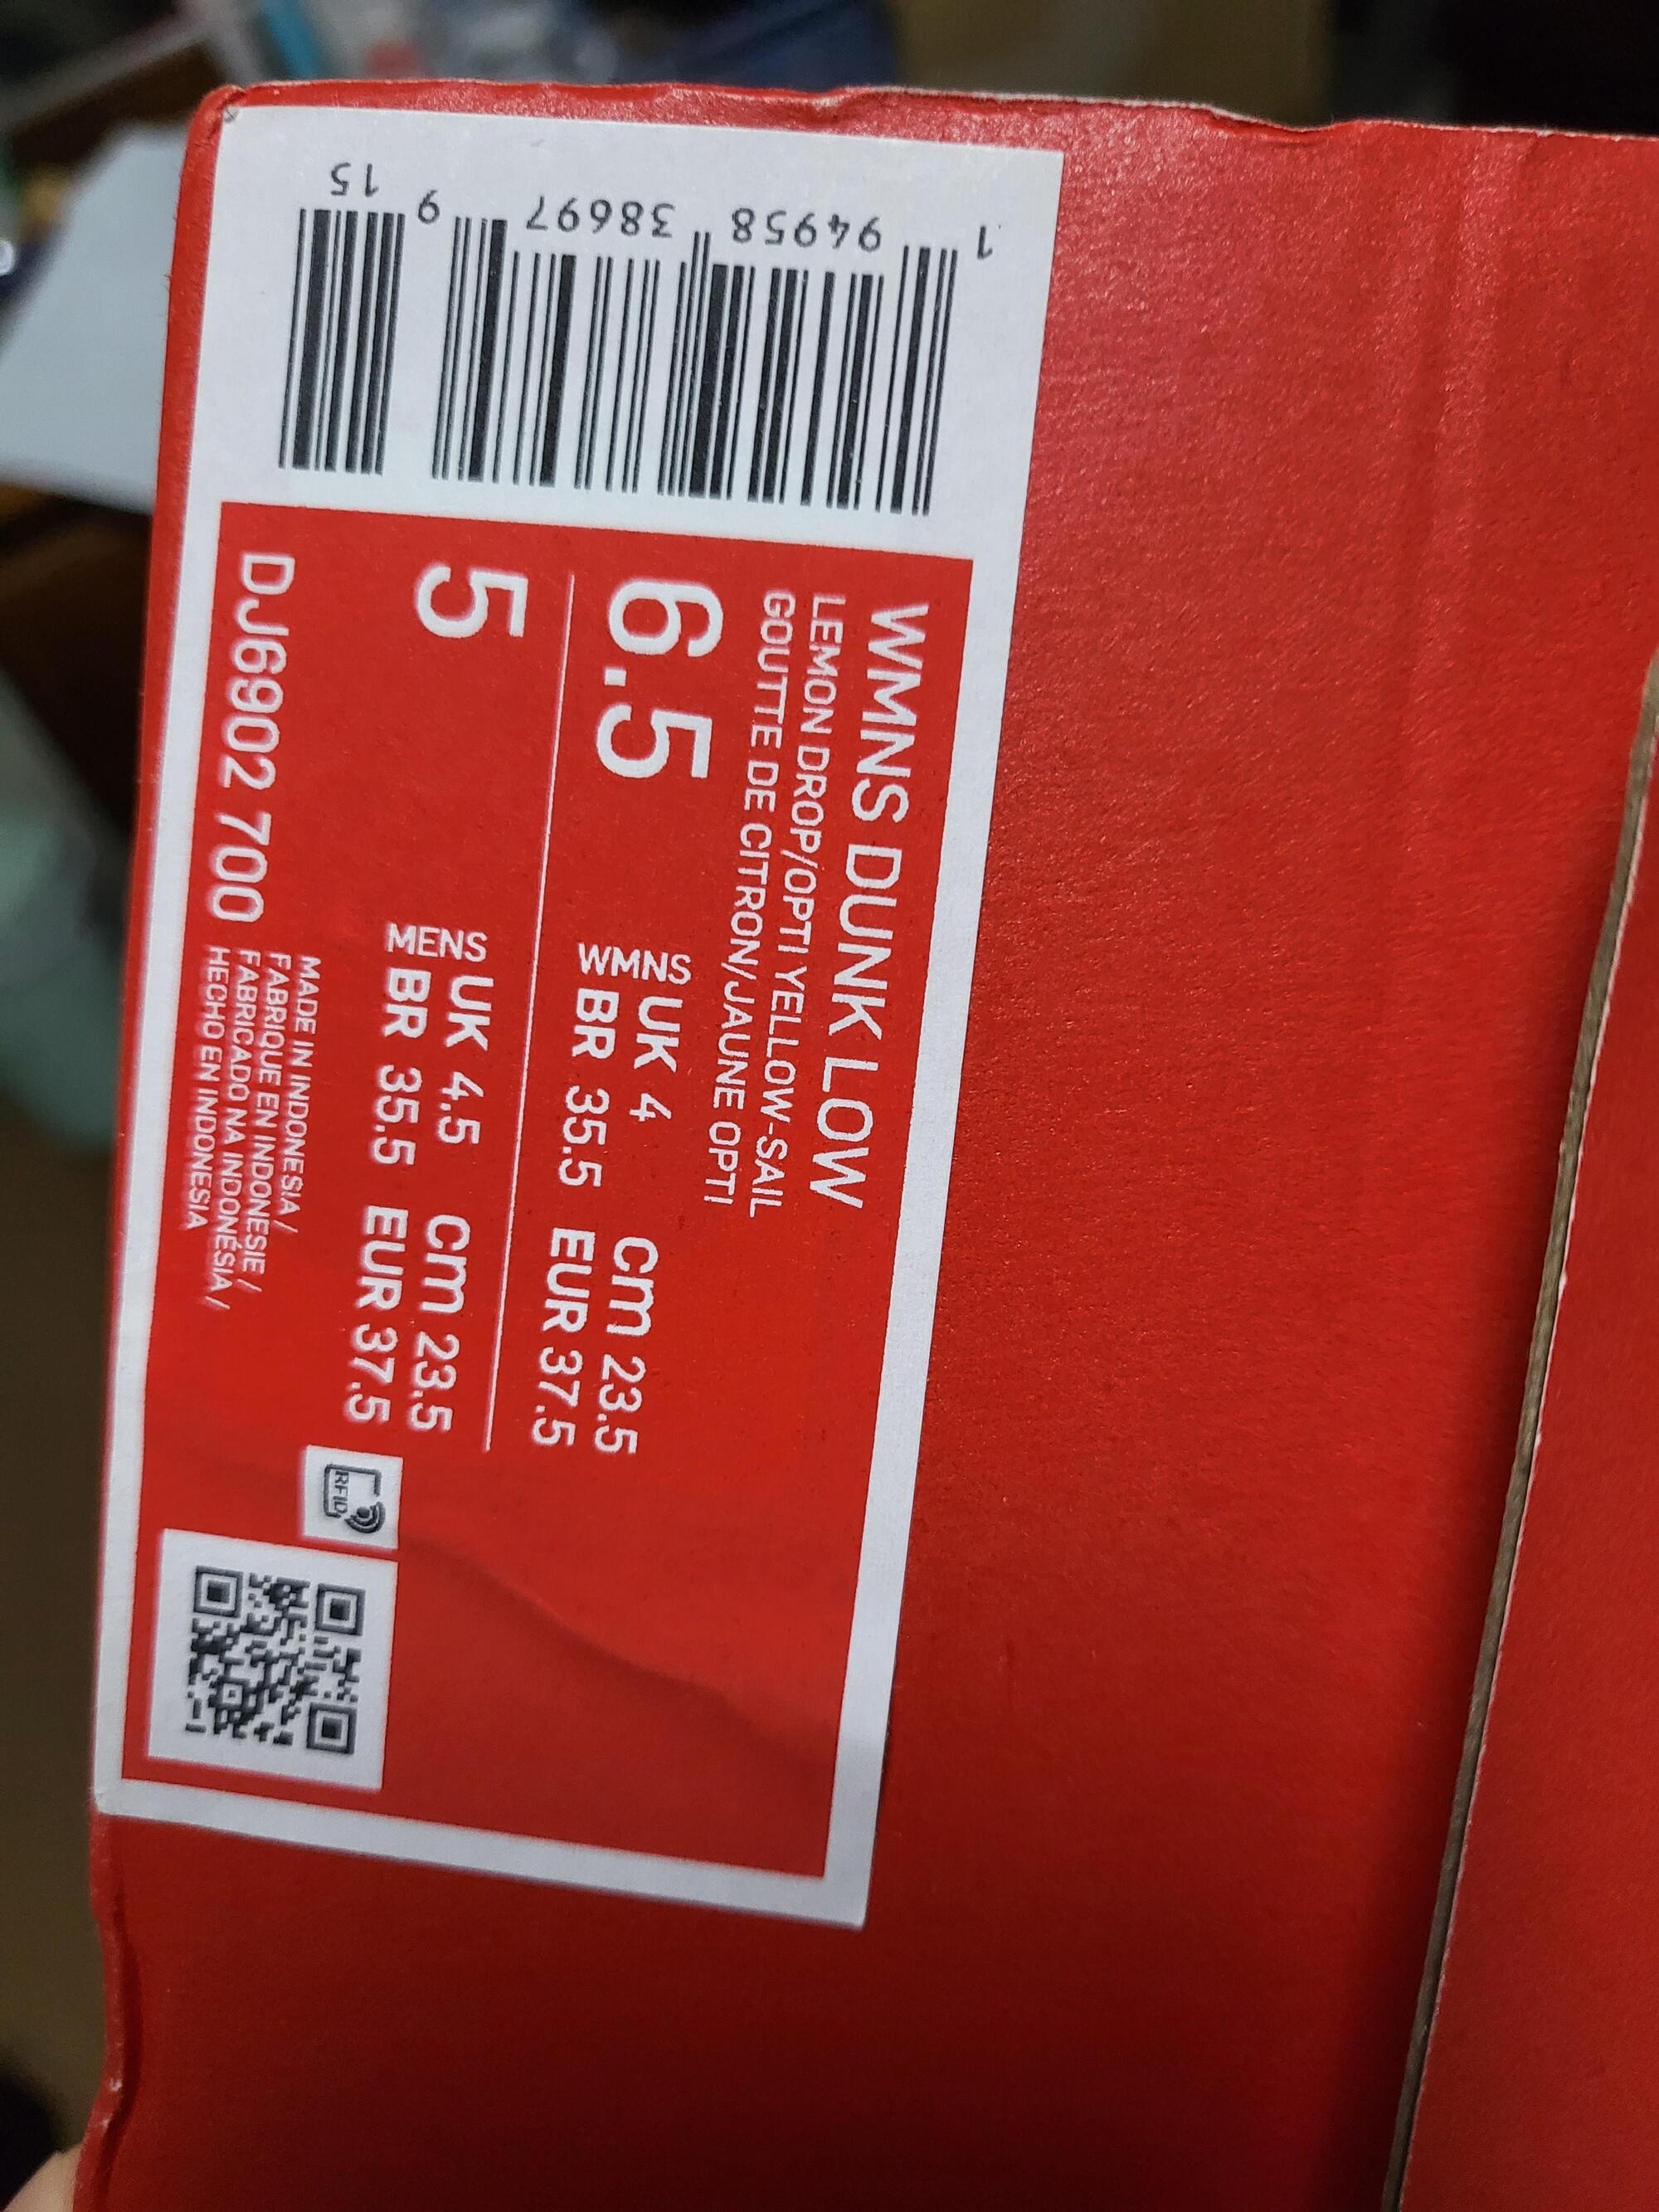 WMNS DUNK LOW
LEMON DROP/OPTI YELLOW-SAIL
GOUTTE DE CITRON/JAUNE OPTI
6.5
WMNS
UK 4 cm 23.5
BR 35.5 EUR 37.5
5
MENS
UK 4.5 cm 23.5
BR 35.5 EUR 37.5
DJ6902 700
MADE IN INDONESIA /
FABRIQUE EN INDONESIE /
FABRICADO NA INDONÉSIA /
HECHO EN INDONESIA
RFID
1 94958 38697 9 15